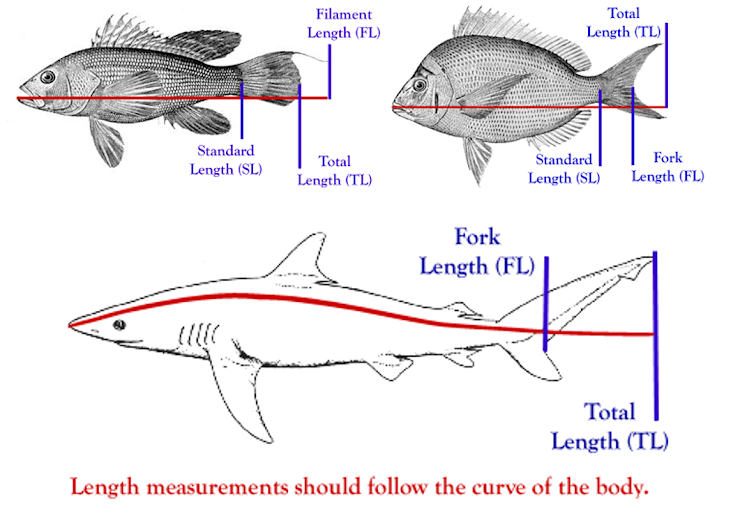 Filament
Length (FL)
Standard
Length (SL)
Total
Length (TL)
Total
Length (TL)
Standard
Length (SL)
Fork
Length (FL)
Fork
Length (FL)
Total
Length (TL)
Length measurements should follow the curve of the body.